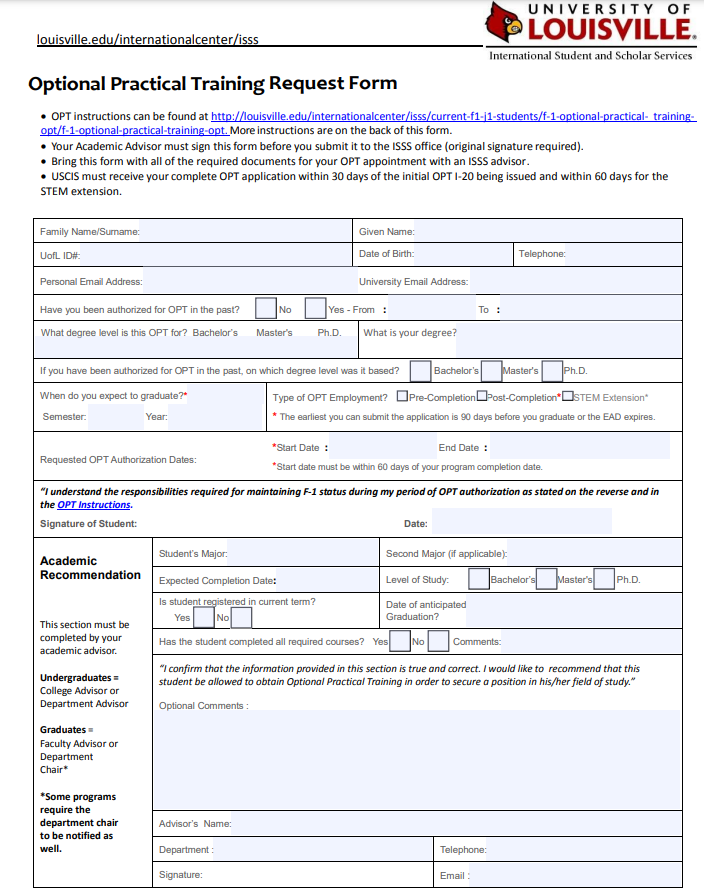 UNIVERSITY OF
LOUISVILLE.
louisville.edu/internationalcenter/isss
International Student and Scholar Services
Optional Practical Training Request Form
• OPT instructions can be found at http://louisville.edu/internationalcenter/isss/current-f1-j1-students/f-1-optional-practical- training-
opt/f-1-optional-practical-training-opt. More instructions are on the back of this form.
• Your Academic Advisor must sign this form before you submit it to the ISSS office (original signature required).
• Bring this form with all of the required documents for your OPT appointment with an ISSS advisor.
• USCIS must receive your complete OPT application within 30 days of the initial OPT I-20 being issued and within 60 days for the
STEM extension.
Family Name/Surname: Given Name:
UofL ID#: Date of Birth: Telephone:
Personal Email Address: University Email Address:
Have you been authorized for OPT in the past? No Yes - From : To :
What degree level is this OPT for? Bachelor's Master's Ph.D. What is your degree?
If you have been authorized for OPT in the past, on which degree level was it based? Bachelor's Master's Ph.D.
When do you expect to graduate?* Type of OPT Employment? Pre-Completion Post-Completion* STEM Extension*
Semester: Year: * The earliest you can submit the application is 90 days before you graduate or the EAD expires.
*Start Date : End Date :
Requested OPT Authorization Dates:
*Start date must be within 60 days of your program completion date.
"I understand the responsibilities required for maintaining F-1 status during my period of OPT authorization as stated on the reverse and in
the OPT Instructions.
Signature of Student: Date:
Academic
Recommendation
This section must be
completed by your
academic advisor.
Undergraduates =
College Advisor or
Department Advisor
Graduates =
Faculty Advisor or
Department
Chair*
*Some programs
require the
department chair
to be notified as
well.
Student's Major: Second Major (if applicable):
Expected Completion Date: Level of Study: Bachelor's Master's Ph.D.
Is student registered in current term?
Yes No
Date of anticipated
Graduation?
Has the student completed all required courses? Yes No Comments:
"I confirm that the information provided in this section is true and correct. I would like to recommend that this
student be allowed to obtain Optional Practical Training in order to secure a position in his/her field of study."
Optional Comments :
Advisor's Name:
Department : Telephone:
Signature: Email :